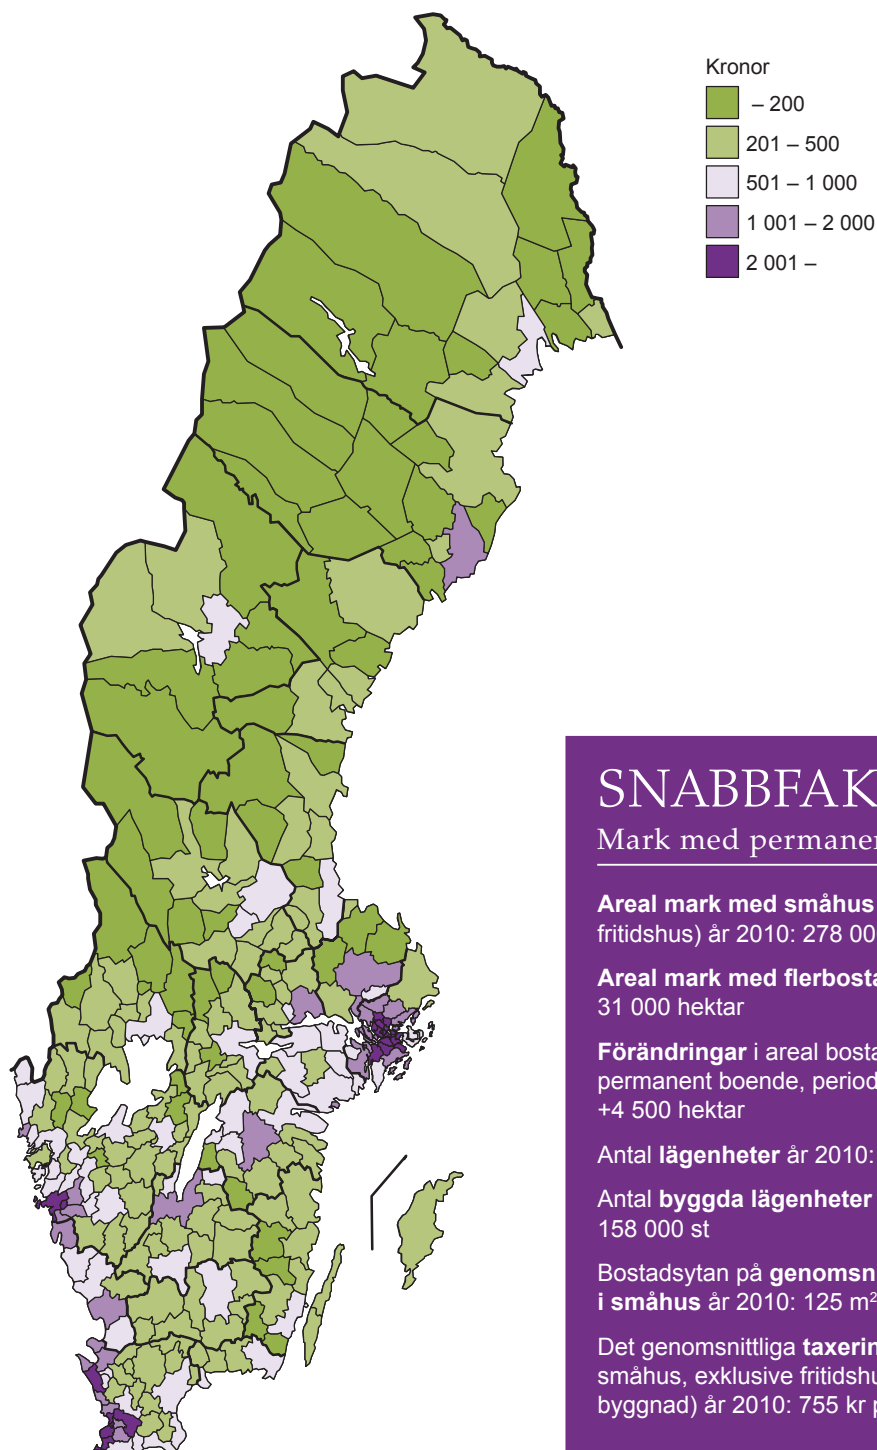 Kronor
– 200
201 – 500
501 – 1 000
1 001 – 2 000
2 001 –
SNABBFAK
Mark med permaner
Areal mark med småhus
fritidshus) år 2010: 278 00
Areal mark med flerbosta
31 000 hektar
Förändringar i areal bosta
permanent boende, period
+4 500 hektar
Antal lägenheter år 2010:
Antal byggda lägenheter
158 000 st
Bostadsytan på genomsn
i småhus år 2010: 125 m²
Det genomsnittliga taxerin
småhus, exklusive fritidshu
byggnad) år 2010: 755 kr p